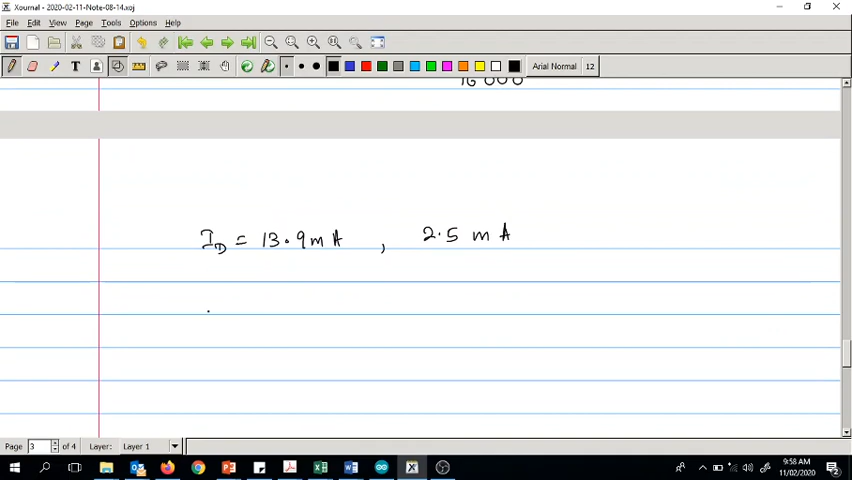 Xournal - 2020-02-11-Note-08-14.xoj
File Edit View Page Tools Options Help
T Arial Normal 12
16000
I_D = 13.9 mA , 2.5 mA
Page 3 of 4 Layer: Layer 1
9:58 AM
11/02/2020